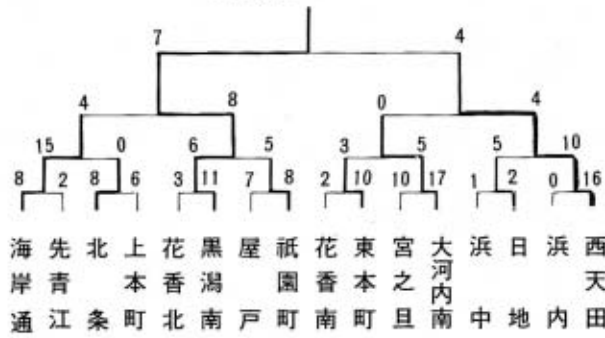 7 4
4 8 0 4
15 0 6 5 3 5 5 10
8 2 8 6 3 11 7 8 2 10 10 17 1 2 0 16
海岸通
先青江
北条
上本町
花香北
黒潟南
屋戸
祇園町
花香南
東本町
宮之旦
大河内南
浜中
日地
浜内
西天田